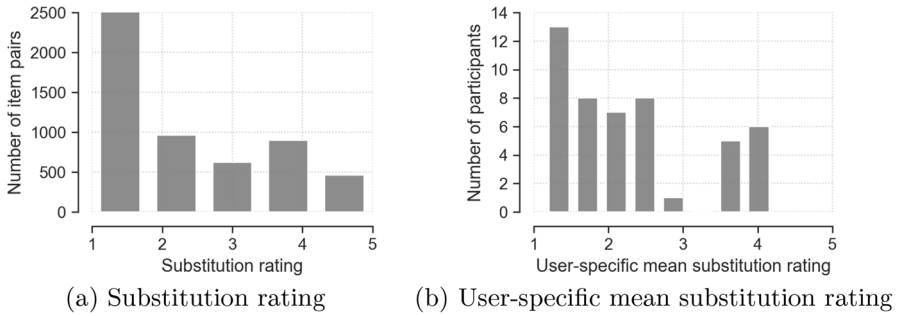 Number of item pairs
2500
2000
1500
1000
500
0
1 2 3 4 5
Substitution rating
(a) Substitution rating
Number of participants
14
12
10
8
6
4
2
0
1 2 3 4 5
User-specific mean substitution rating
(b) User-specific mean substitution rating